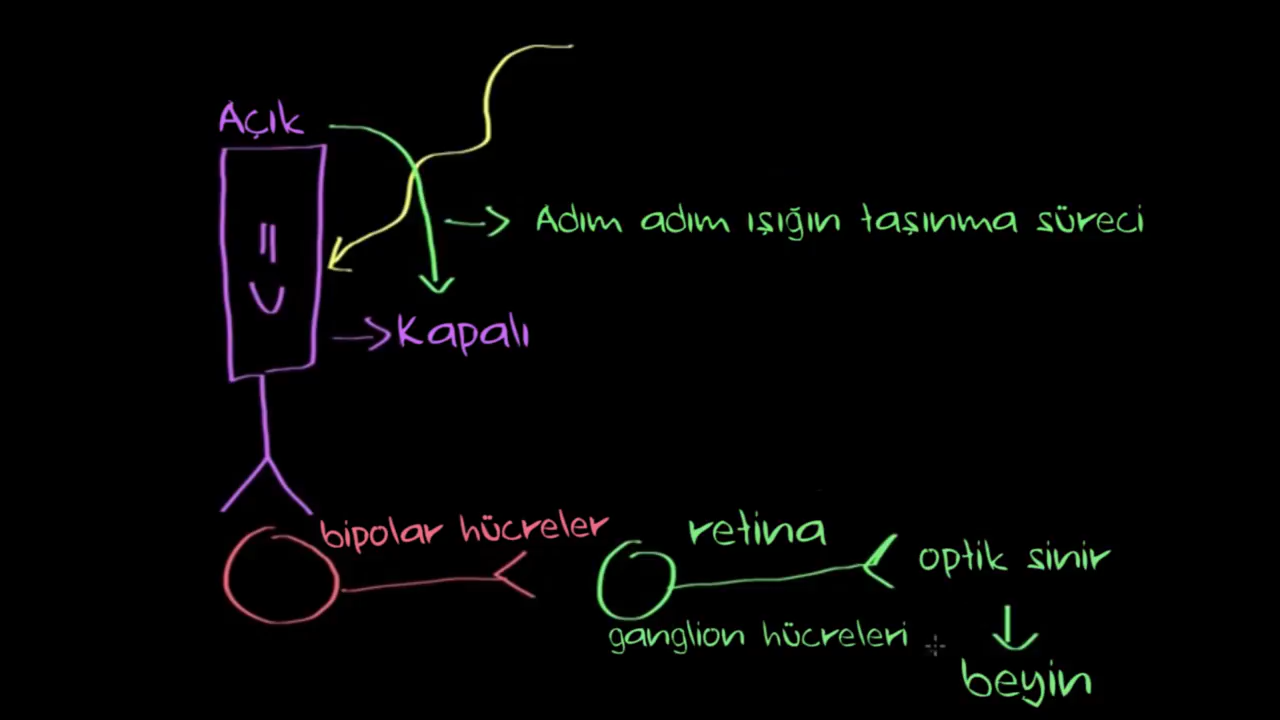 Açık
Adım adım ışığın taşınma süreci
Kapalı
bipolar hücreler
retina
optik sinir
ganglion hücreleri
beyin